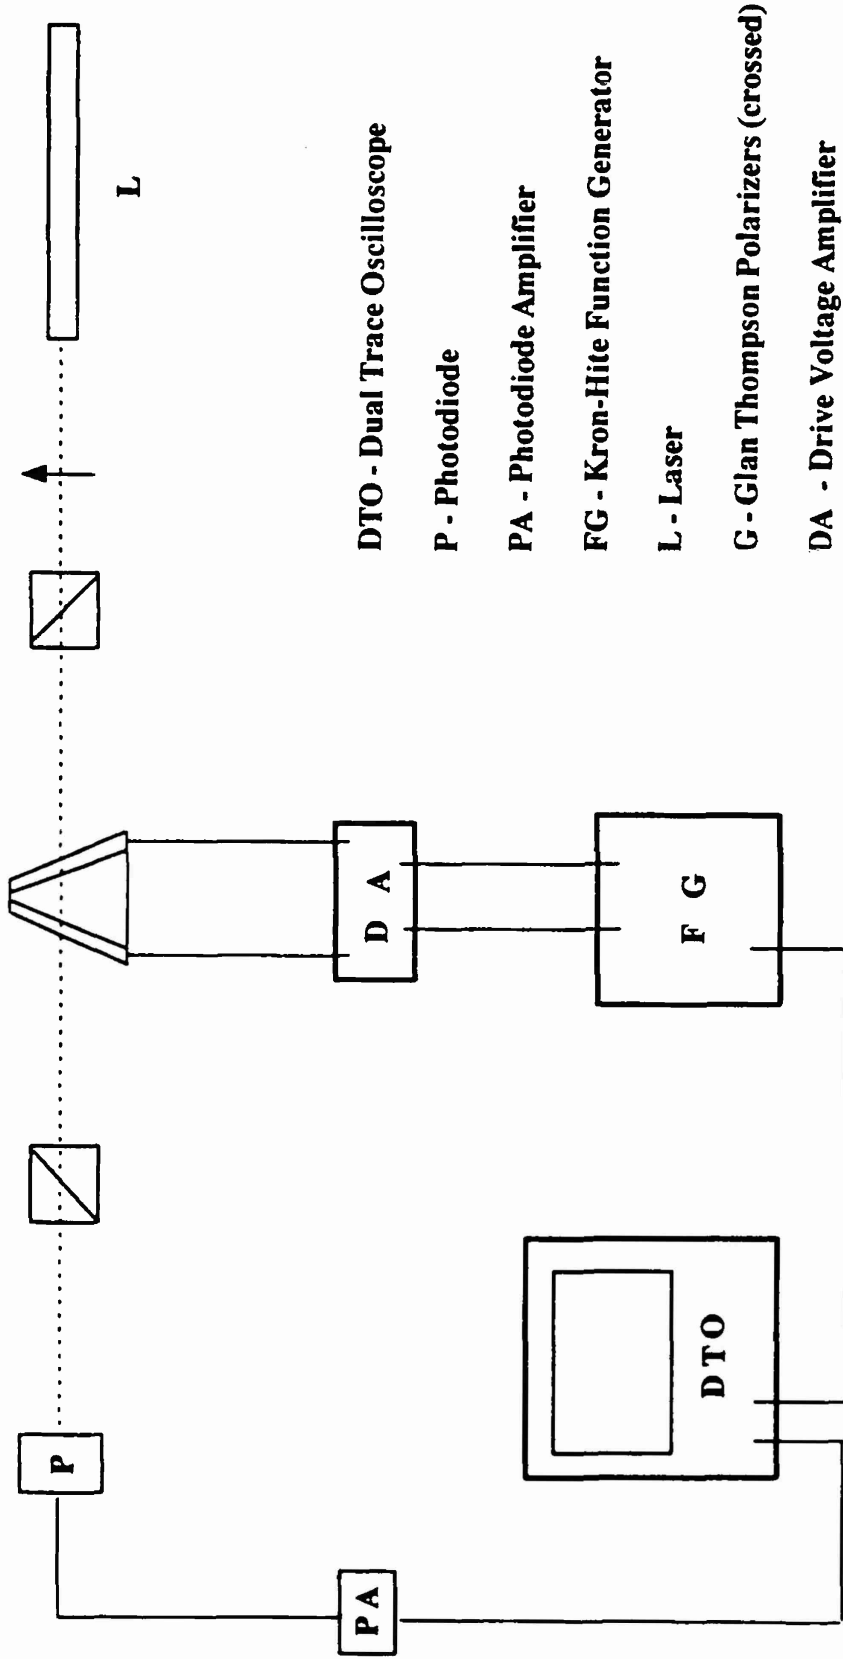 L
P
D A
P A
F G
DTO
DTO - Dual Trace Oscilloscope
P - Photodiode
PA - Photodiode Amplifier
FG - Kron-Hite Function Generator
L - Laser
G - Glan Thompson Polarizers (crossed)
DA - Drive Voltage Amplifier